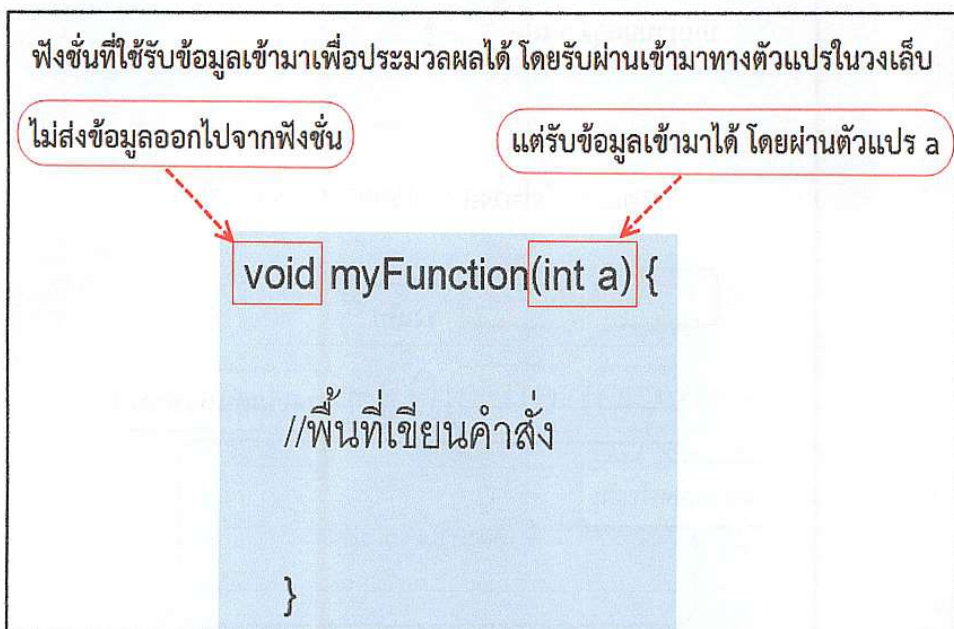 ฟังชั่นที่ใช้รับข้อมูลเข้ามาเพื่อประมวลผลได้ โดยรับผ่านเข้ามาทางตัวแปรในวงเล็บ
ไม่ส่งข้อมูลออกไปจากฟังชั่น
แต่รับข้อมูลเข้ามาได้ โดยผ่านตัวแปร a
void myFunction(int a) {
//พื้นที่เขียนคำสั่ง
}